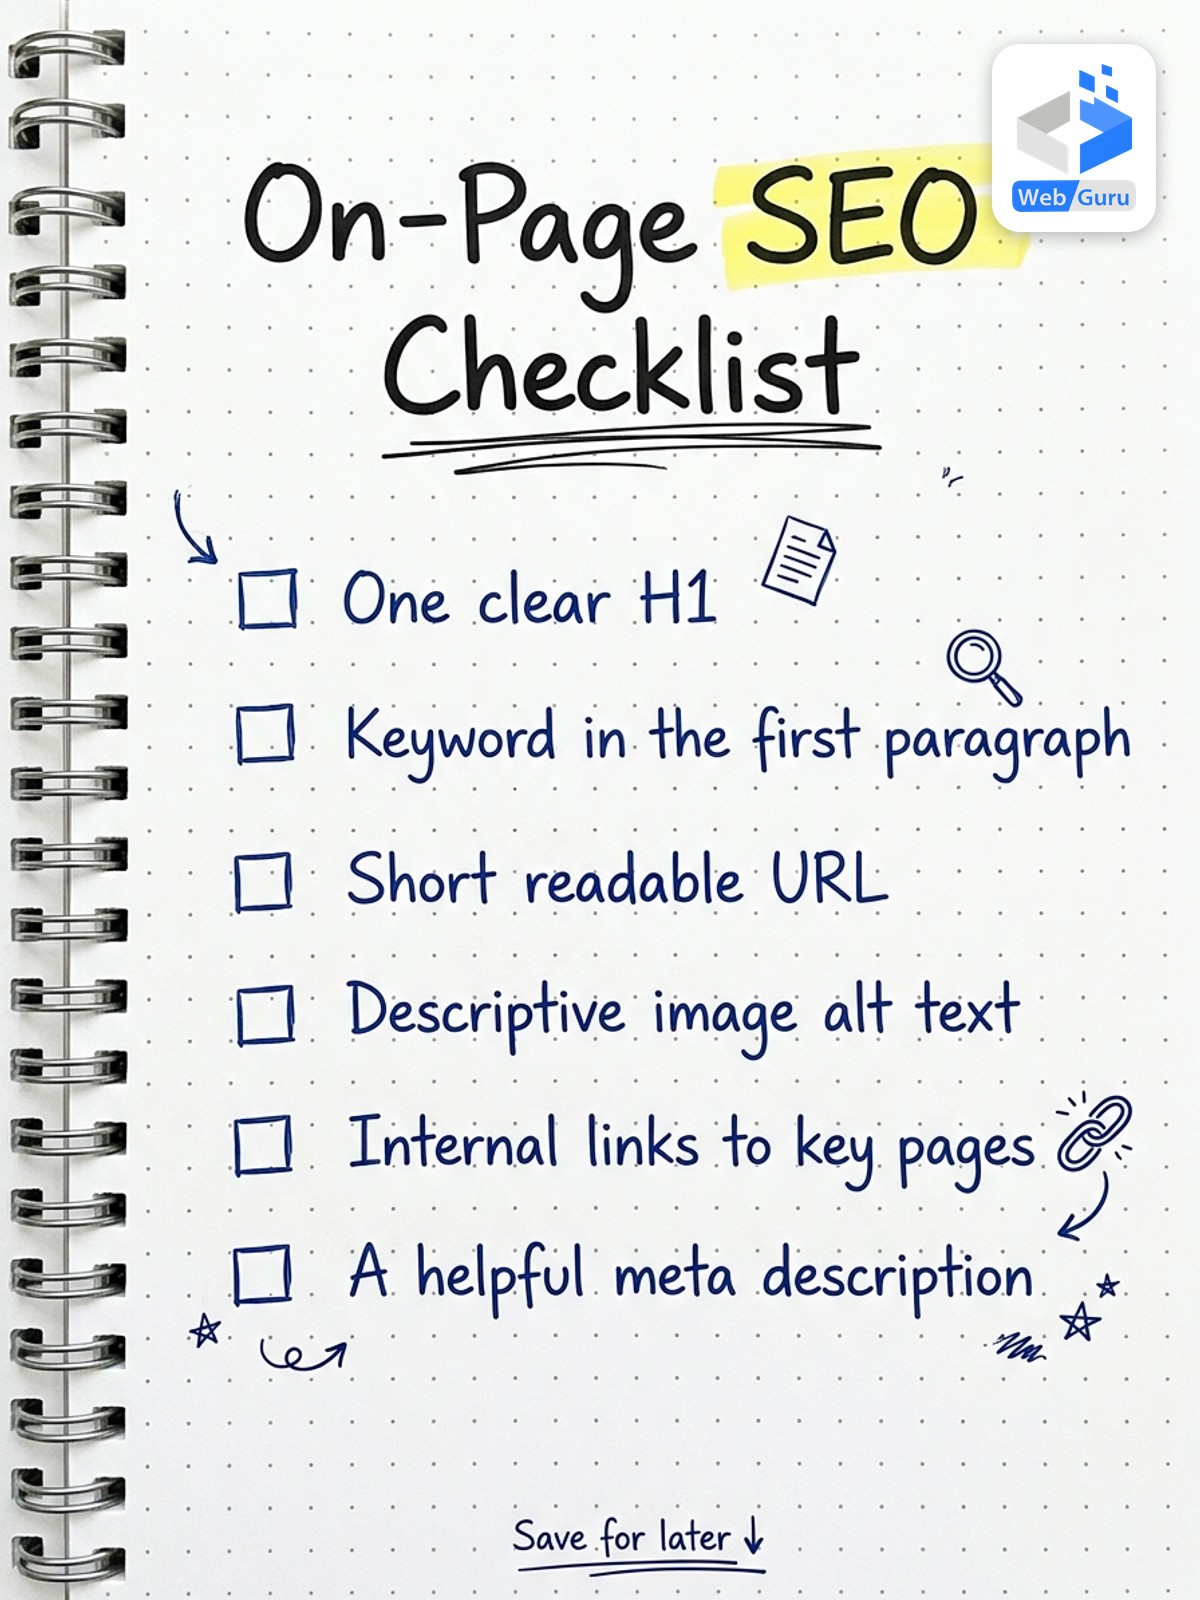 Web Guru
On-Page SEO
Checklist
One clear H1
Keyword in the first paragraph
Short readable URL
Descriptive image alt text
Internal links to key pages
A helpful meta description
Save for later ↓